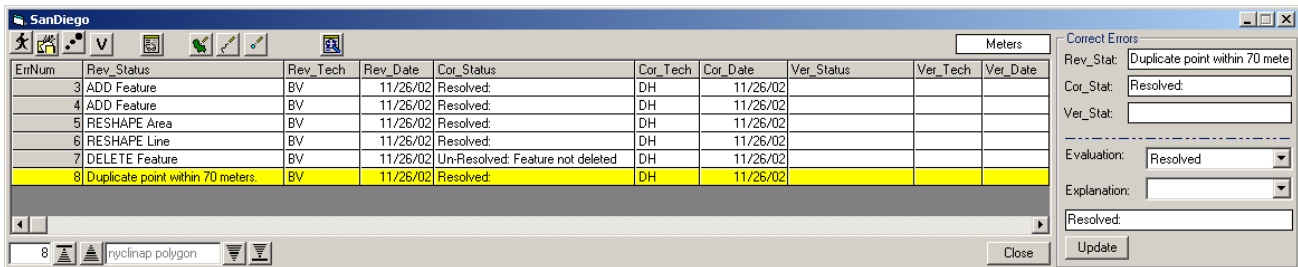 SanDiego
V
Meters
ErrNum Rev_Status Rev_Tech Rev_Date Cor_Status Cor_Tech Cor_Date Ver_Status Ver_Tech Ver_Date
3 ADD Feature BV 11/26/02 Resolved: DH 11/26/02
4 ADD Feature BV 11/26/02 Resolved: DH 11/26/02
5 RESHAPE Area BV 11/26/02 Resolved: DH 11/26/02
6 RESHAPE Line BV 11/26/02 Resolved: DH 11/26/02
7 DELETE Feature BV 11/26/02 Un-Resolved: Feature not deleted DH 11/26/02
8 Duplicate point within 70 meters. BV 11/26/02 Resolved: DH 11/26/02
8 nyclinap polygon Close
Correct Errors
Rev_Stat: Duplicate point within 70 mete
Cor_Stat: Resolved:
Ver_Stat:
Evaluation: Resolved
Explanation:
Resolved:
Update